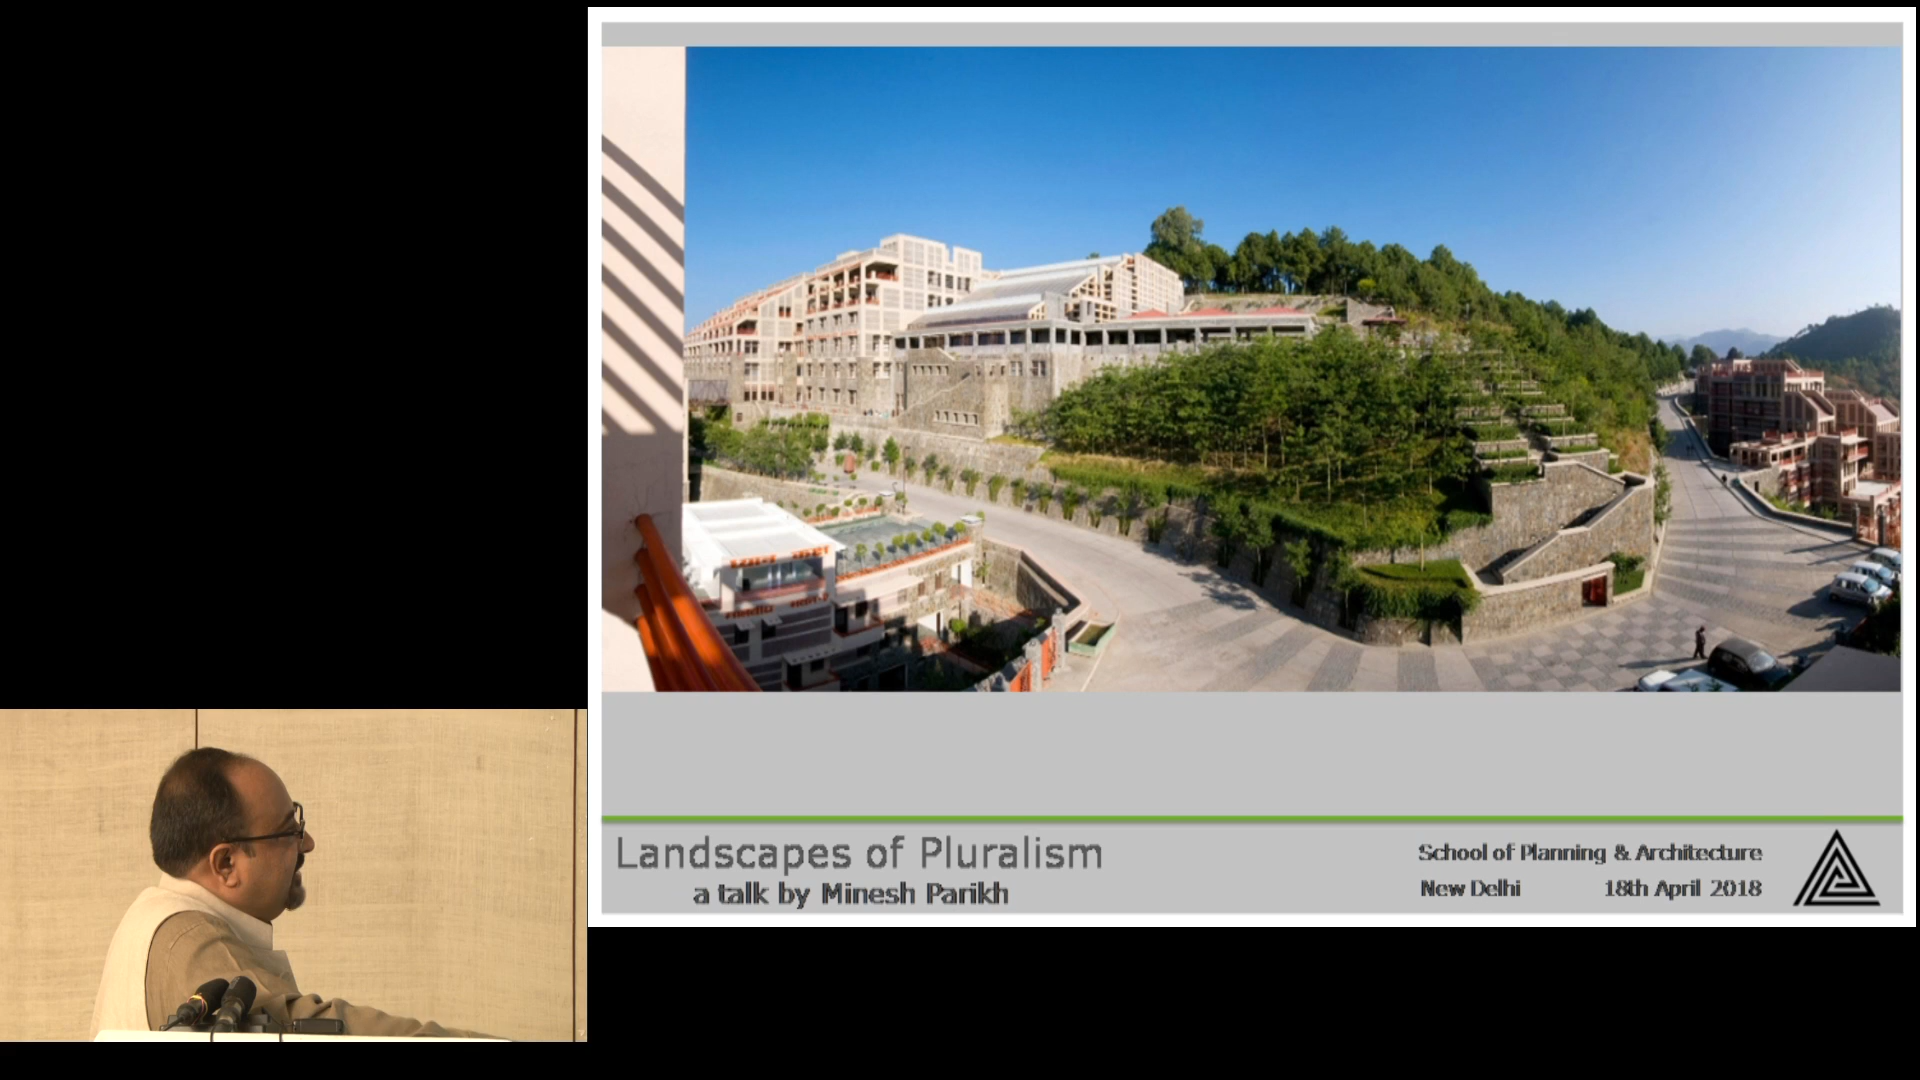 Landscapes of Pluralism
a talk by Minesh Parikh
School of Planning & Architecture
New Delhi 18th April 2018